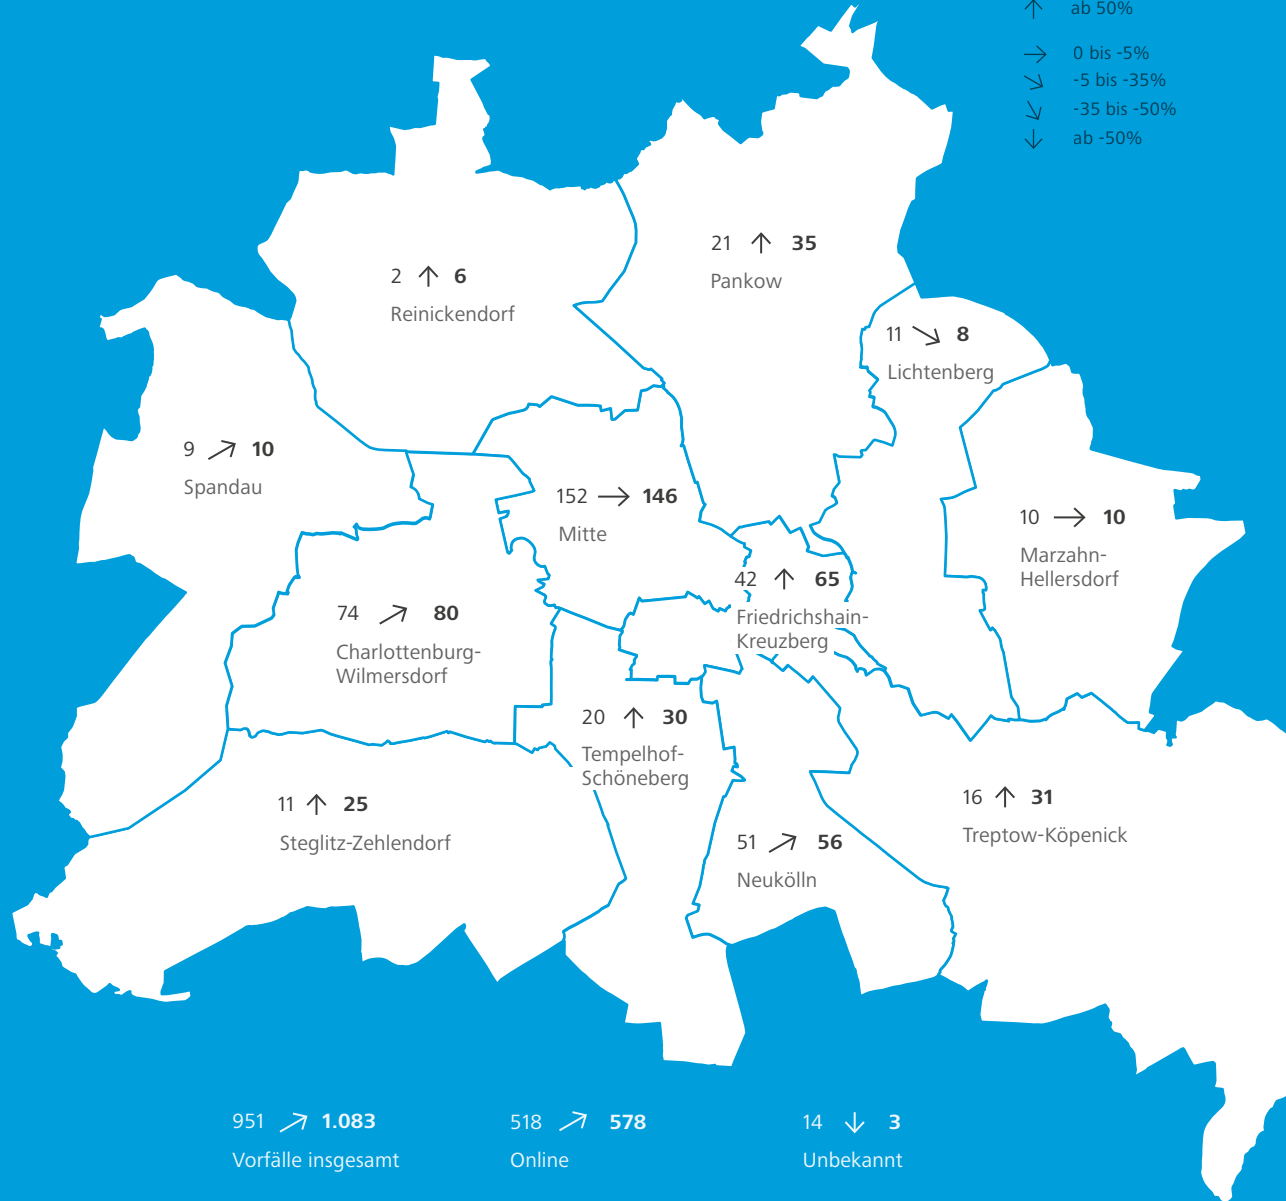 ↑ ab 50%
→ 0 bis -5%
↘ -5 bis -35%
↘ -35 bis -50%
↓ ab -50%
21 ↑ 35
Pankow
2 ↑ 6
Reinickendorf
11 ↘ 8
Lichtenberg
9 ↗ 10
Spandau
152 → 146
Mitte
10 → 10
Marzahn-
Hellersdorf
42 ↑ 65
Friedrichshain-
Kreuzberg
74 ↗ 80
Charlottenburg-
Wilmersdorf
20 ↑ 30
Tempelhof-
Schöneberg
11 ↑ 25
Steglitz-Zehlendorf
16 ↑ 31
Treptow-Köpenick
51 ↗ 56
Neukölln
951 ↗ 1.083
Vorfälle insgesamt
518 ↗ 578
Online
14 ↓ 3
Unbekannt